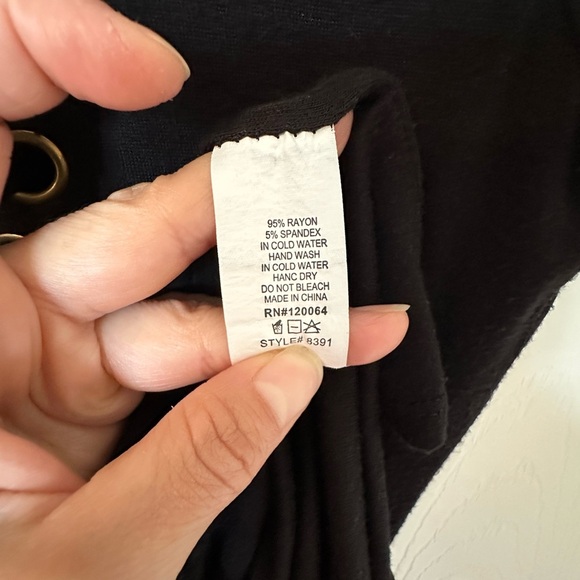 95% RAYON
5% SPANDEX
IN COLD WATER
HAND WASH
IN COLD WATER
HANC DRY
DO NOT BLEACH
MADE IN CHINA
RN#120064
STYLE# 8391